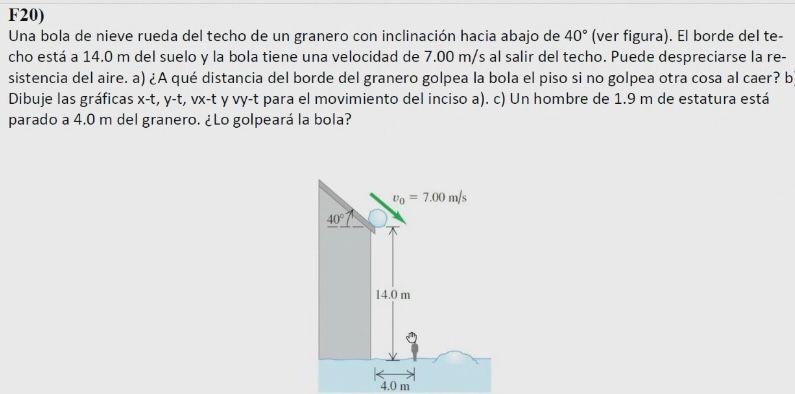 F20)
Una bola de nieve rueda del techo de un granero con inclinación hacia abajo de 40° (ver figura). El borde del te-
cho está a 14.0 m del suelo y la bola tiene una velocidad de 7.00 m/s al salir del techo. Puede despreciarse la re-
sistencia del aire. a) ¿A qué distancia del borde del granero golpea la bola el piso si no golpea otra cosa al caer? b)
Dibuje las gráficas x-t, y-t, vx-t y vy-t para el movimiento del inciso a). c) Un hombre de 1.9 m de estatura está
parado a 4.0 m del granero. ¿Lo golpeará la bola?
v₀ = 7.00 m/s
40°
14.0 m
4.0 m